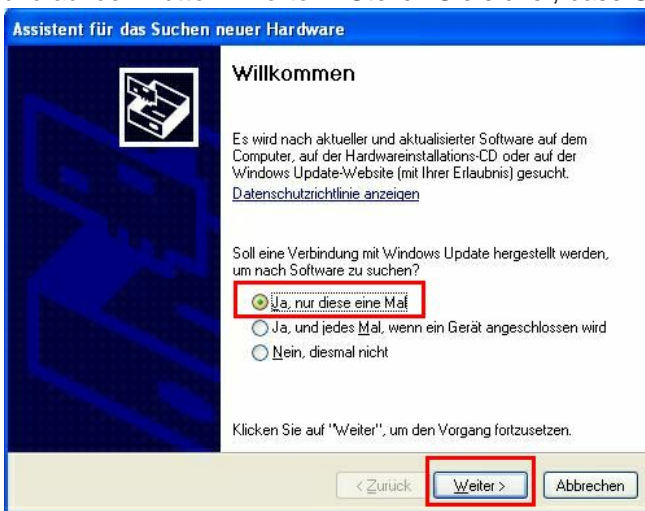 Assistent für das Suchen neuer Hardware
Willkommen
Es wird nach aktueller und aktualisierter Software auf dem
Computer, auf der Hardwareinstallations-CD oder auf der
Windows Update-Website (mit Ihrer Erlaubnis) gesucht.
Datenschutzrichtlinie anzeigen
Soll eine Verbindung mit Windows Update hergestellt werden,
um nach Software zu suchen?
Ja, nur diese eine Mal
Ja, und jedes Mal, wenn ein Gerät angeschlossen wird
Nein, diesmal nicht
Klicken Sie auf "Weiter", um den Vorgang fortzusetzen.
< Zurück Weiter > Abbrechen